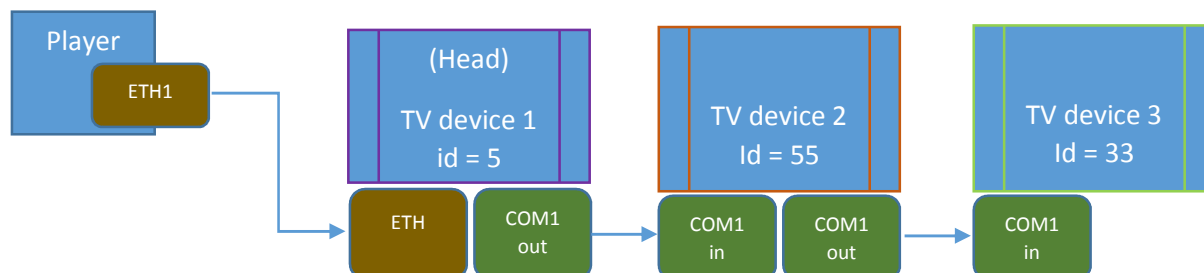 Player
ETH1
(Head)
TV device 1
id = 5
ETH
COM1
out
TV device 2
Id = 55
COM1
in
COM1
out
TV device 3
Id = 33
COM1
in